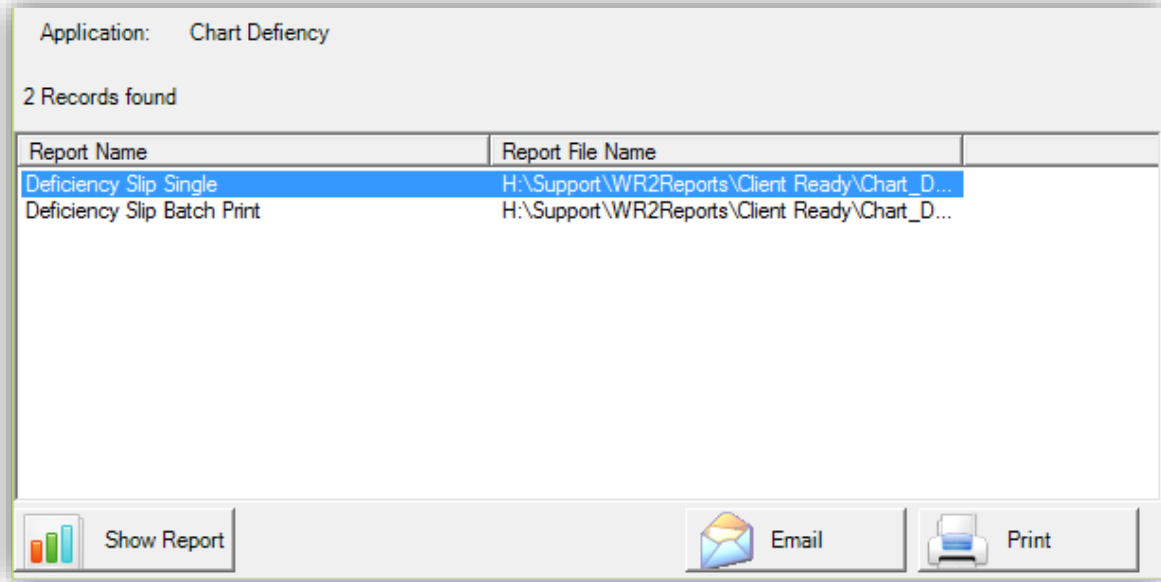 Application: Chart Defiency
2 Records found
Report Name Report File Name
Deficiency Slip Single H:\Support\WR2Reports\Client Ready\Chart_D...
Deficiency Slip Batch Print H:\Support\WR2Reports\Client Ready\Chart_D...
Show Report Email Print